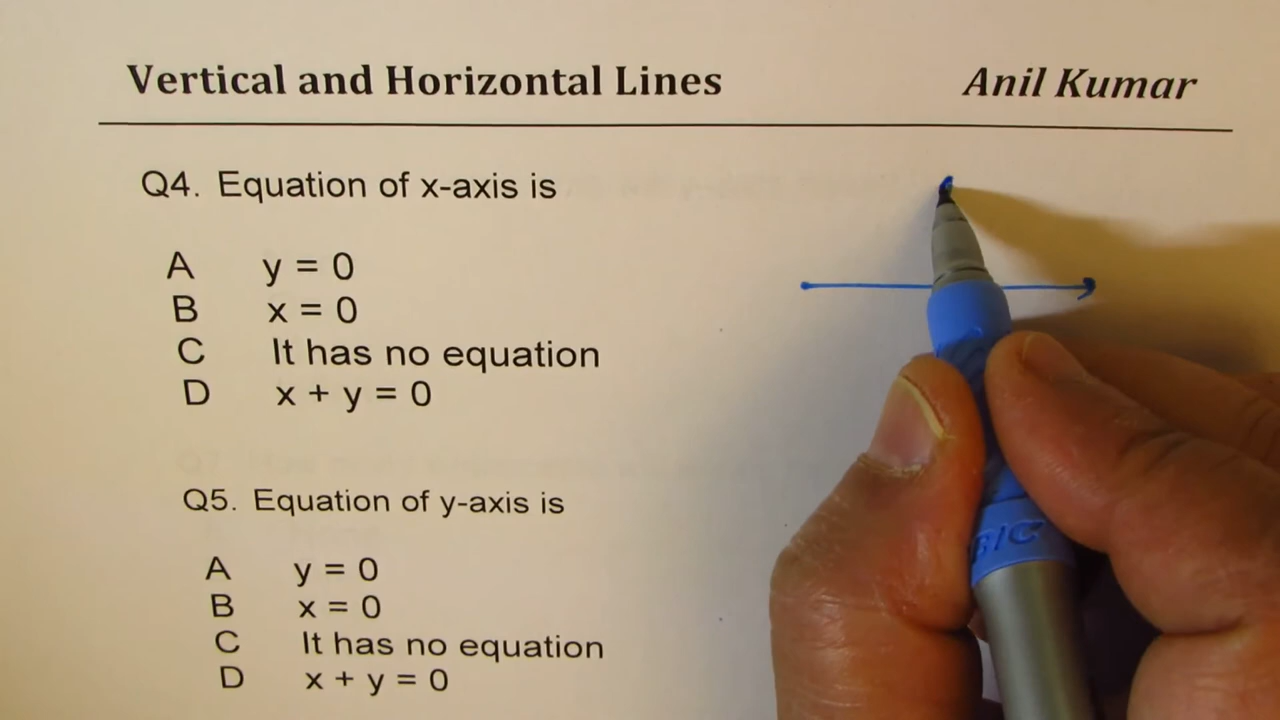 Vertical and Horizontal Lines Anil Kumar
Q4. Equation of x-axis is
A y = 0
B x = 0
C It has no equation
D x + y = 0
Q5. Equation of y-axis is
A y = 0
B x = 0
C It has no equation
D x + y = 0
BIC